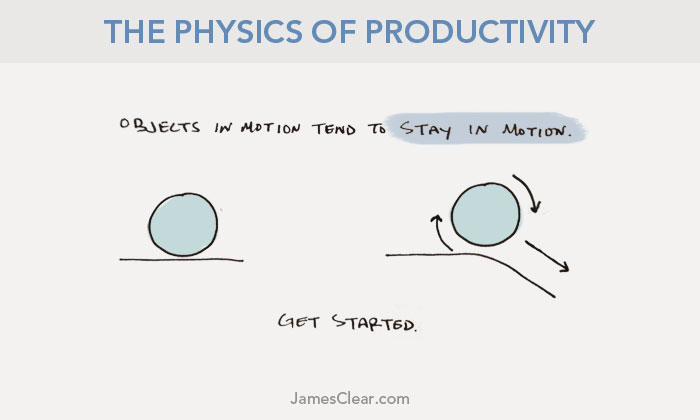 THE PHYSICS OF PRODUCTIVITY
OBJECTS IN MOTION TEND TO STAY IN MOTION.
GET STARTED.
JamesClear.com